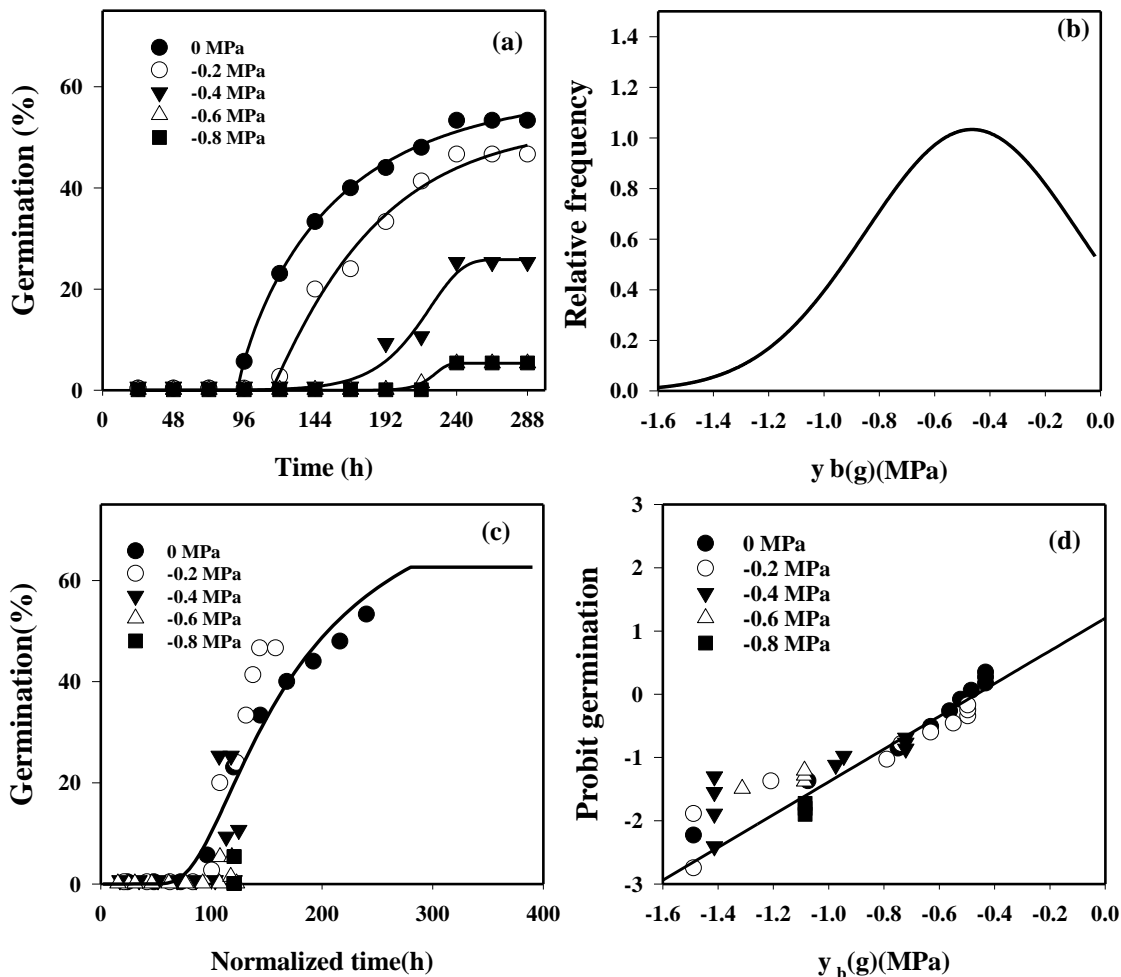 (a)
0 MPa
-0.2 MPa
-0.4 MPa
-0.6 MPa
-0.8 MPa
Germination (%)
60
40
20
0
0 48 96 144 192 240 288
Time (h)
(b)
Relative frequency
1.4
1.2
1.0
0.8
0.6
0.4
0.2
0.0
-1.6 -1.4 -1.2 -1.0 -0.8 -0.6 -0.4 -0.2 0.0
y b(g)(MPa)
(c)
0 MPa
-0.2 MPa
-0.4 MPa
-0.6 MPa
-0.8 MPa
Germination(%)
60
40
20
0
0 100 200 300 400
Normalized time(h)
(d)
0 MPa
-0.2 MPa
-0.4 MPa
-0.6 MPa
-0.8 MPa
Probit germination
3
2
1
0
-1
-2
-3
-1.6 -1.4 -1.2 -1.0 -0.8 -0.6 -0.4 -0.2 0.0
y b(g)(MPa)